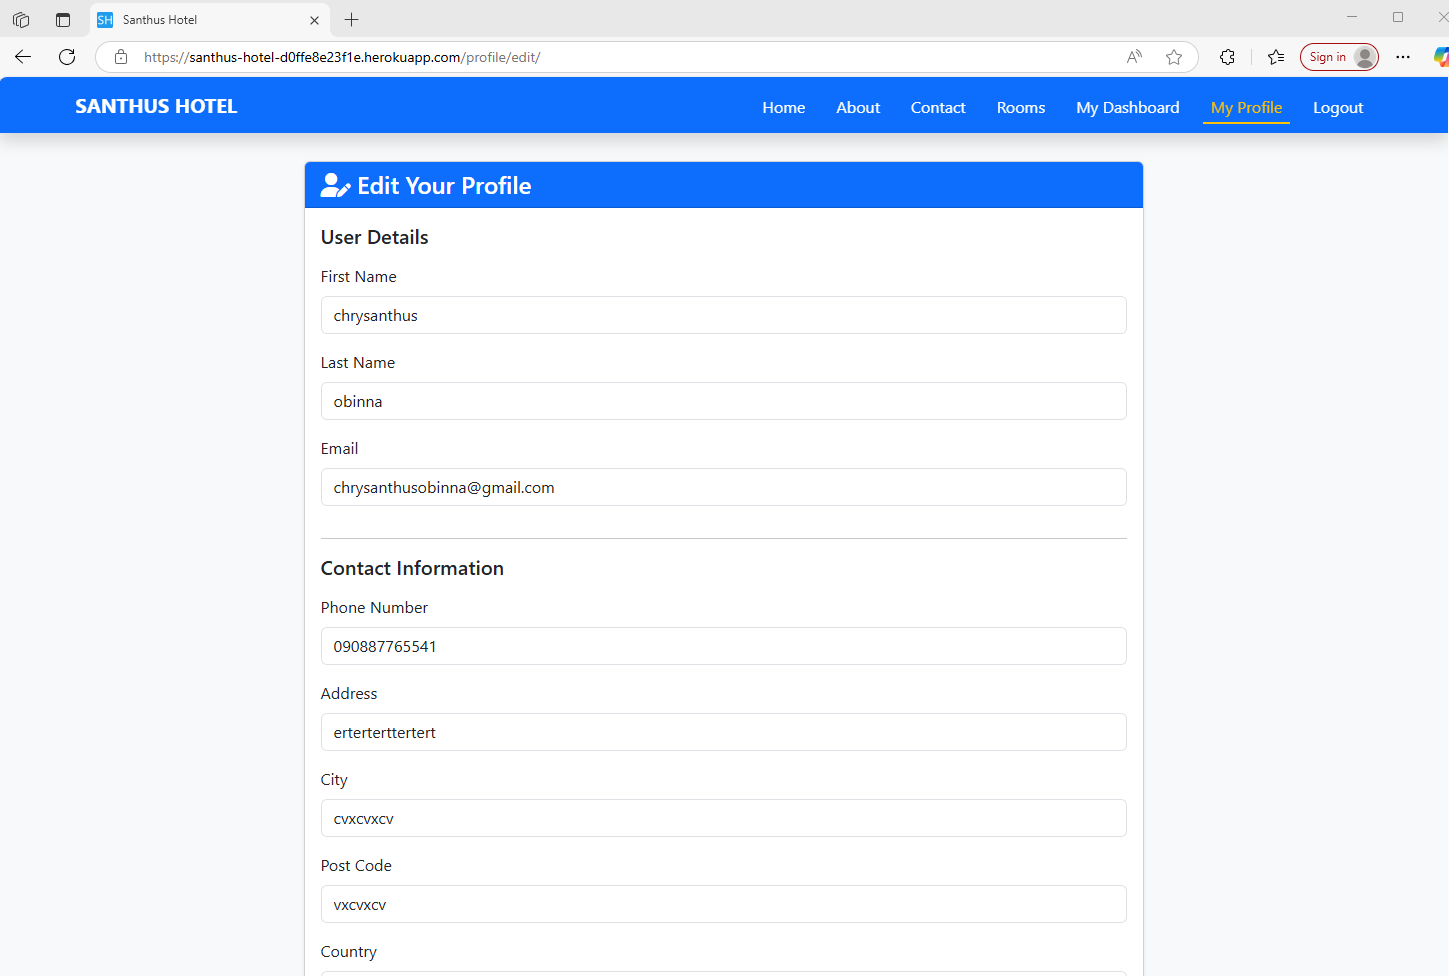 SH Santhus Hotel
https://santhus-hotel-d0ffe8e23f1e.herokuapp.com/profile/edit/
Sign in
SANTHUS HOTEL
Home About Contact Rooms My Dashboard My Profile Logout
Edit Your Profile
User Details
First Name
chrysanthus
Last Name
obinna
Email
chrysanthusobinna@gmail.com
Contact Information
Phone Number
090887765541
Address
erterterttertert
City
cvxcvxcv
Post Code
vxcvxcv
Country